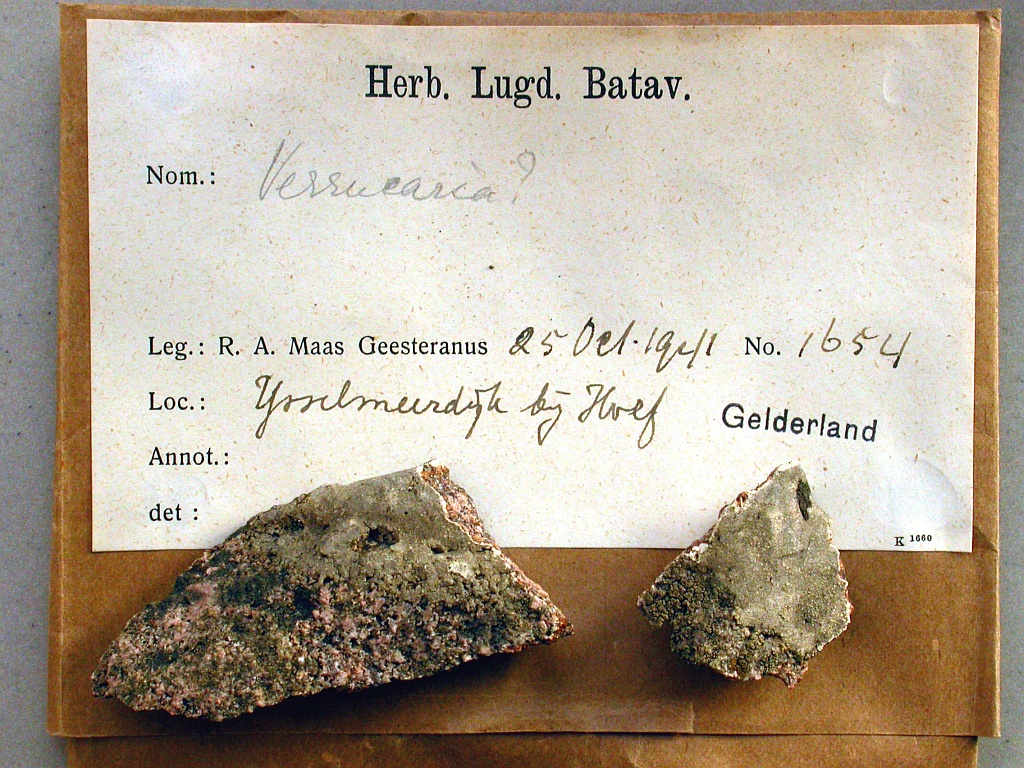 Herb. Lugd. Batav.
Nom.: Verrucaria?
Leg.: R. A. Maas Geesteranus 25 Oct. 1941 No. 1654
Loc.: IJsselmeerdijk bij Hoef Gelderland
Annot.:
det :
K 1660